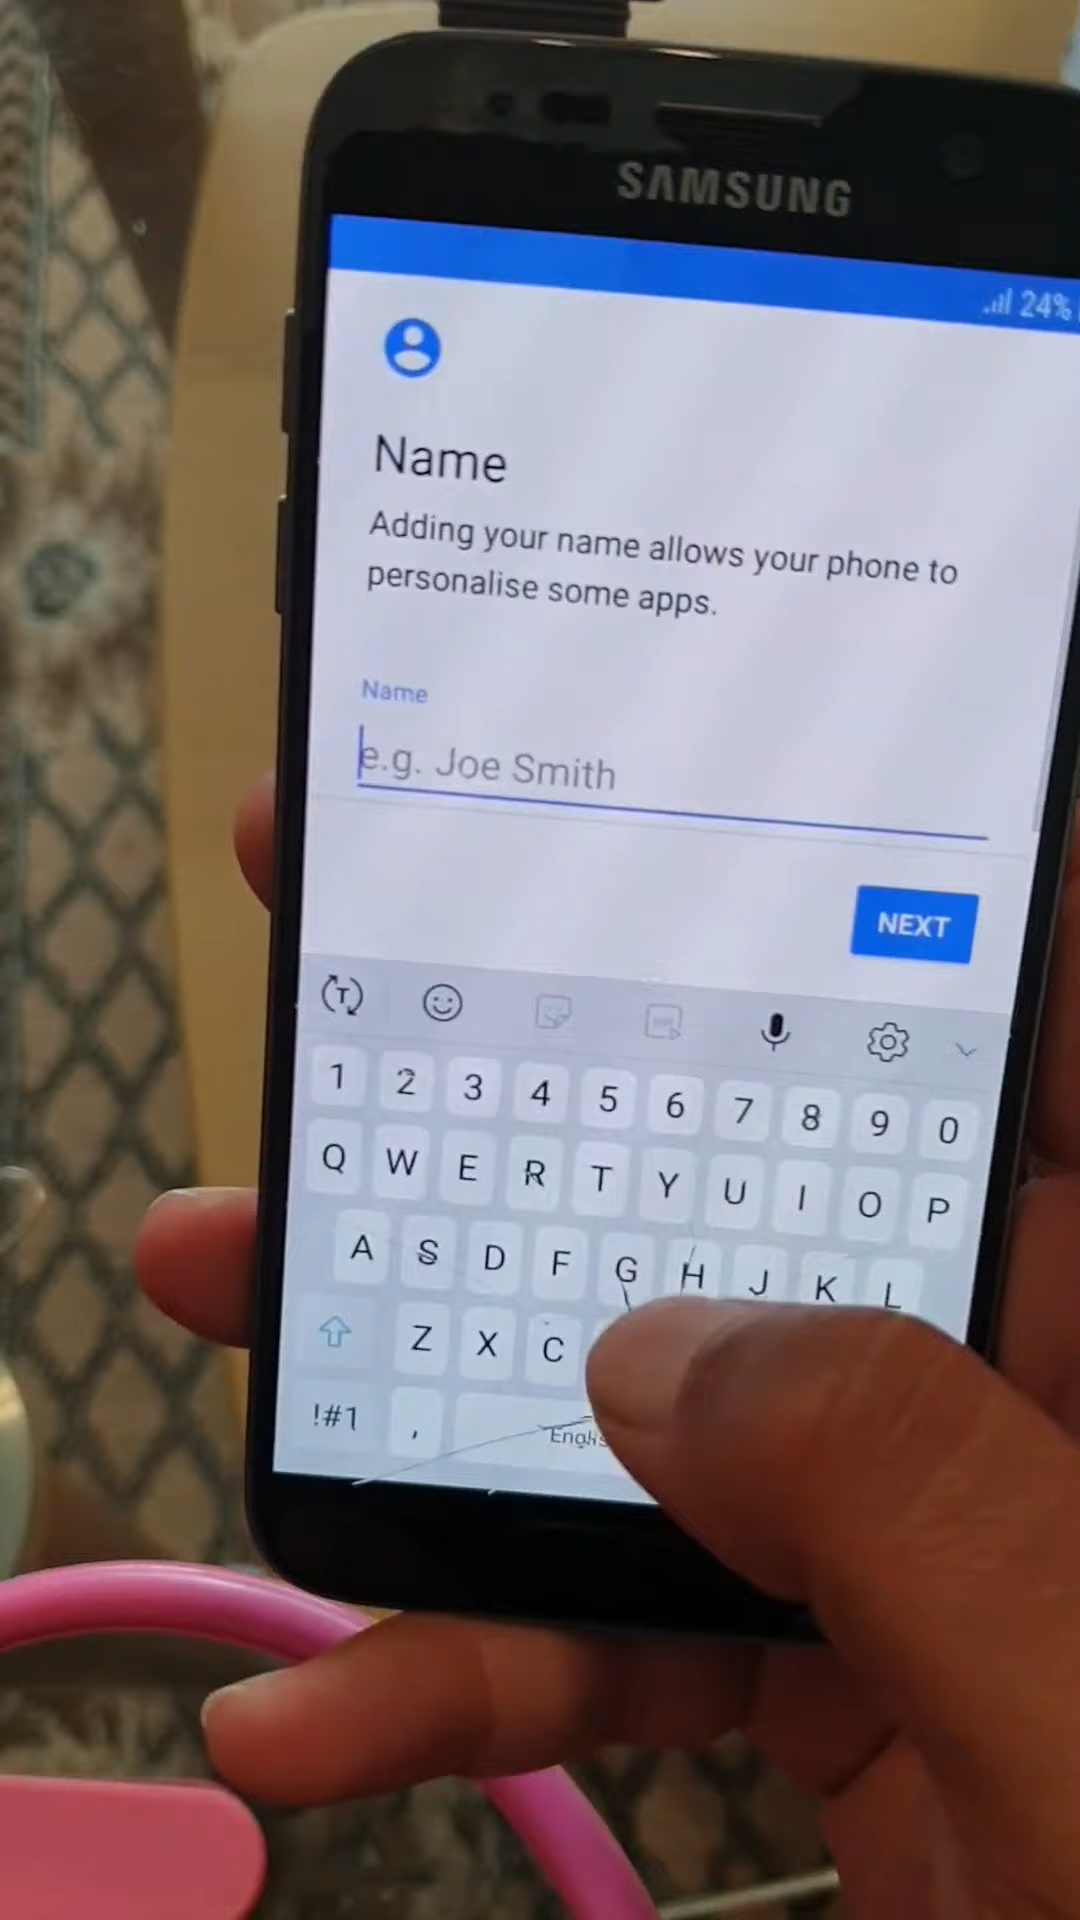 SAMSUNG
24%
Name
Adding your name allows your phone to
personalise some apps.
Name
e.g. Joe Smith
NEXT
T
1 2 3 4 5 6 7 8 9 0
Q W E R T Y U I O P
A S D F G H J K L
Z X C
!#1 ,